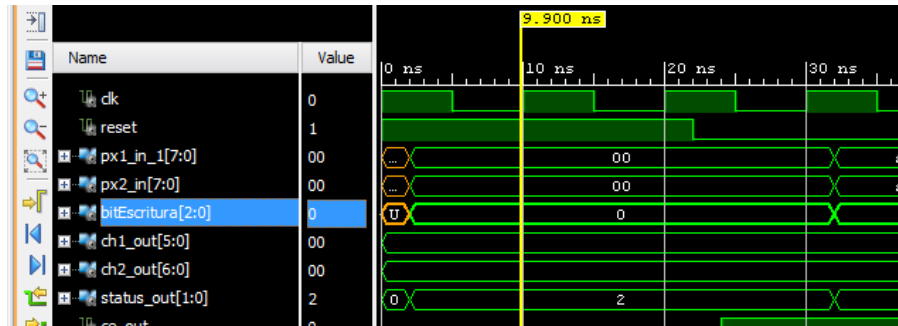 9.900 ns
Name Value
0 ns 10 ns 20 ns 30 ns
clk 0
reset 1
px1_in_1[7:0] 00 ... 00
px2_in[7:0] 00 ... 00
bitEscritura[2:0] 0 U 0
ch1_out[5:0] 00
ch2_out[6:0] 00
status_out[1:0] 2 0 2